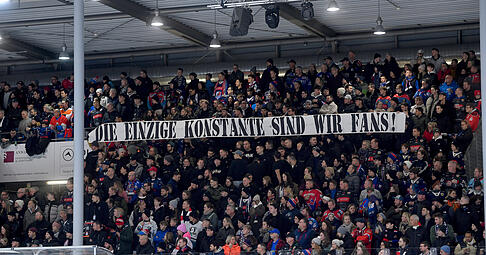 DIE EINZIGE KONSTANTE SIND WIR FANS!